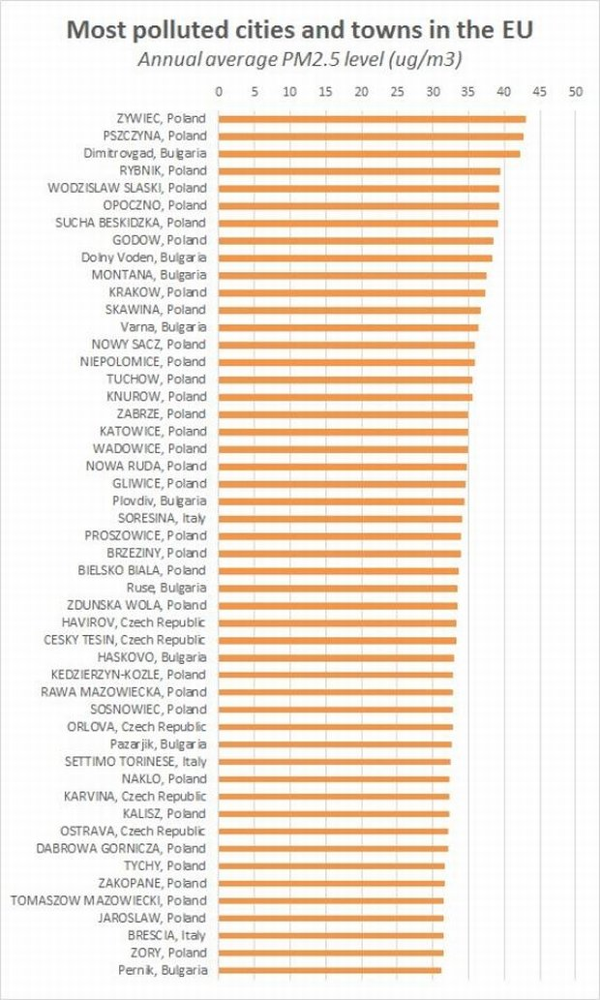 Most polluted cities and towns in the EU
Annual average PM2.5 level (ug/m3)
0 5 10 15 20 25 30 35 40 45 50
ZYWIEC, Poland
PSZCZYNA, Poland
Dimitrovgad, Bulgaria
RYBNIK, Poland
WODZISLAW SLASKI, Poland
OPOCZNO, Poland
SUCHA BESKIDZKA, Poland
GODOW, Poland
Dolny Voden, Bulgaria
MONTANA, Bulgaria
KRAKOW, Poland
SKAWINA, Poland
Varna, Bulgaria
NOWY SACZ, Poland
NIEPOLOMICE, Poland
TUCHOW, Poland
KNUROW, Poland
ZABRZE, Poland
KATOWICE, Poland
WADOWICE, Poland
NOWA RUDA, Poland
GLIWICE, Poland
Plovdiv, Bulgaria
SORESINA, Italy
PROSZOWICE, Poland
BRZEZINY, Poland
BIELSKO BIALA, Poland
Ruse, Bulgaria
ZDUNSKA WOLA, Poland
HAVIROV, Czech Republic
CESKY TESIN, Czech Republic
HASKOVO, Bulgaria
KEDZIERZYN-KOZLE, Poland
RAWA MAZOWIECKA, Poland
SOSNOWIEC, Poland
ORLOVA, Czech Republic
Pazarjik, Bulgaria
SETTIMO TORINESE, Italy
NAKLO, Poland
KARVINA, Czech Republic
KALISZ, Poland
OSTRAVA, Czech Republic
DABROWA GORNICZA, Poland
TYCHY, Poland
ZAKOPANE, Poland
TOMASZOW MAZOWIECKI, Poland
JAROSLAW, Poland
BRESCIA, Italy
ZORY, Poland
Pernik, Bulgaria